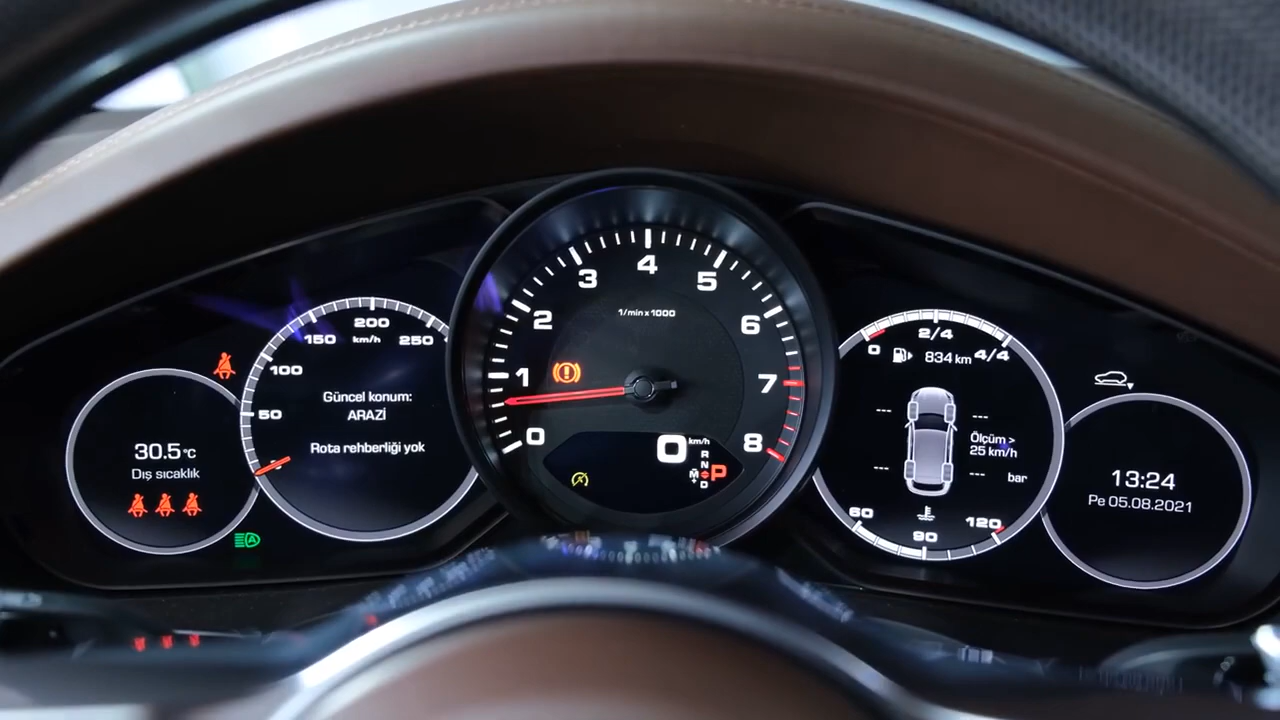 30.5°C
Dış sıcaklık
50
100
150
200
250
km/h
Güncel konum:
ARAZİ
Rota rehberliği yok
0
1
2
3
4
5
6
7
8
1/min x 1000
0 km/h
R
N
D
M
P
0
2/4
4/4
834 km
---
---
---
---
Ölçüm >
25 km/h
bar
60
90
120
13:24
Pe 05.08.2021